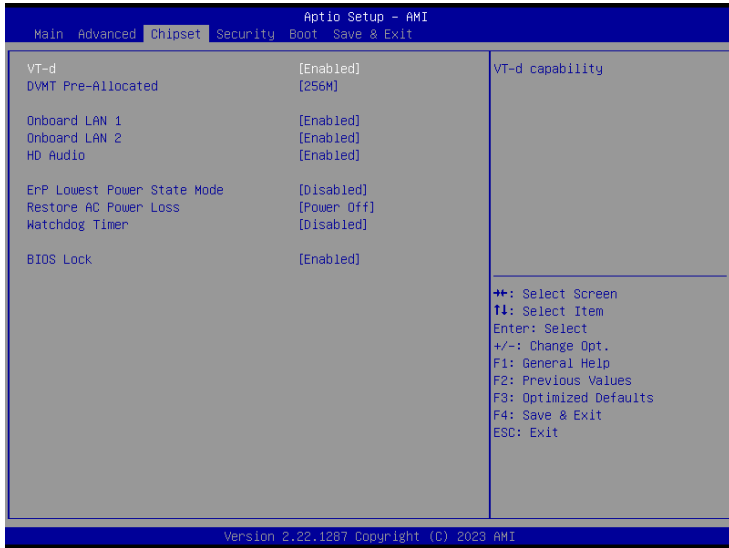 Aptio Setup – AMI
Main Advanced Chipset Security Boot Save & Exit
VT-d [Enabled]
DVMT Pre-Allocated [256M]
Onboard LAN 1 [Enabled]
Onboard LAN 2 [Enabled]
HD Audio [Enabled]
ErP Lowest Power State Mode [Disabled]
Restore AC Power Loss [Power Off]
Watchdog Timer [Disabled]
BIOS Lock [Enabled]
VT-d capability
→←: Select Screen
↑↓: Select Item
Enter: Select
+/-: Change Opt.
F1: General Help
F2: Previous Values
F3: Optimized Defaults
F4: Save & Exit
ESC: Exit
Version 2.22.1287 Copyright (C) 2023 AMI